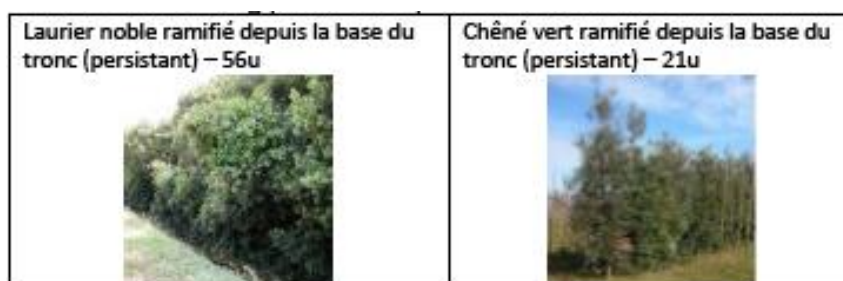 Laurier noble ramifié depuis la base du
tronc (persistant) – 56u
Chêné vert ramifié depuis la base du
tronc (persistant) – 21u